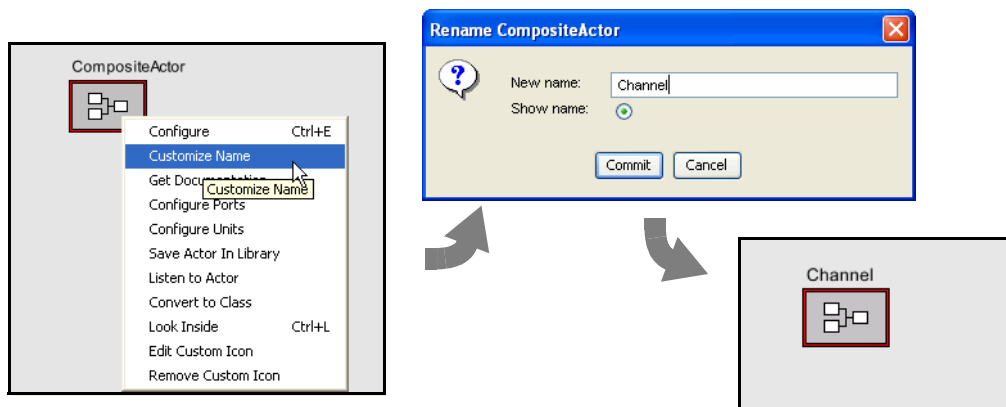 CompositeActor
Configure Ctrl+E
Customize Name
Get Documentation
Customize Name
Configure Ports
Configure Units
Save Actor In Library
Listen to Actor
Convert to Class
Look Inside Ctrl+L
Edit Custom Icon
Remove Custom Icon
Rename CompositeActor
New name: Channel
Show name:
Commit Cancel
Channel